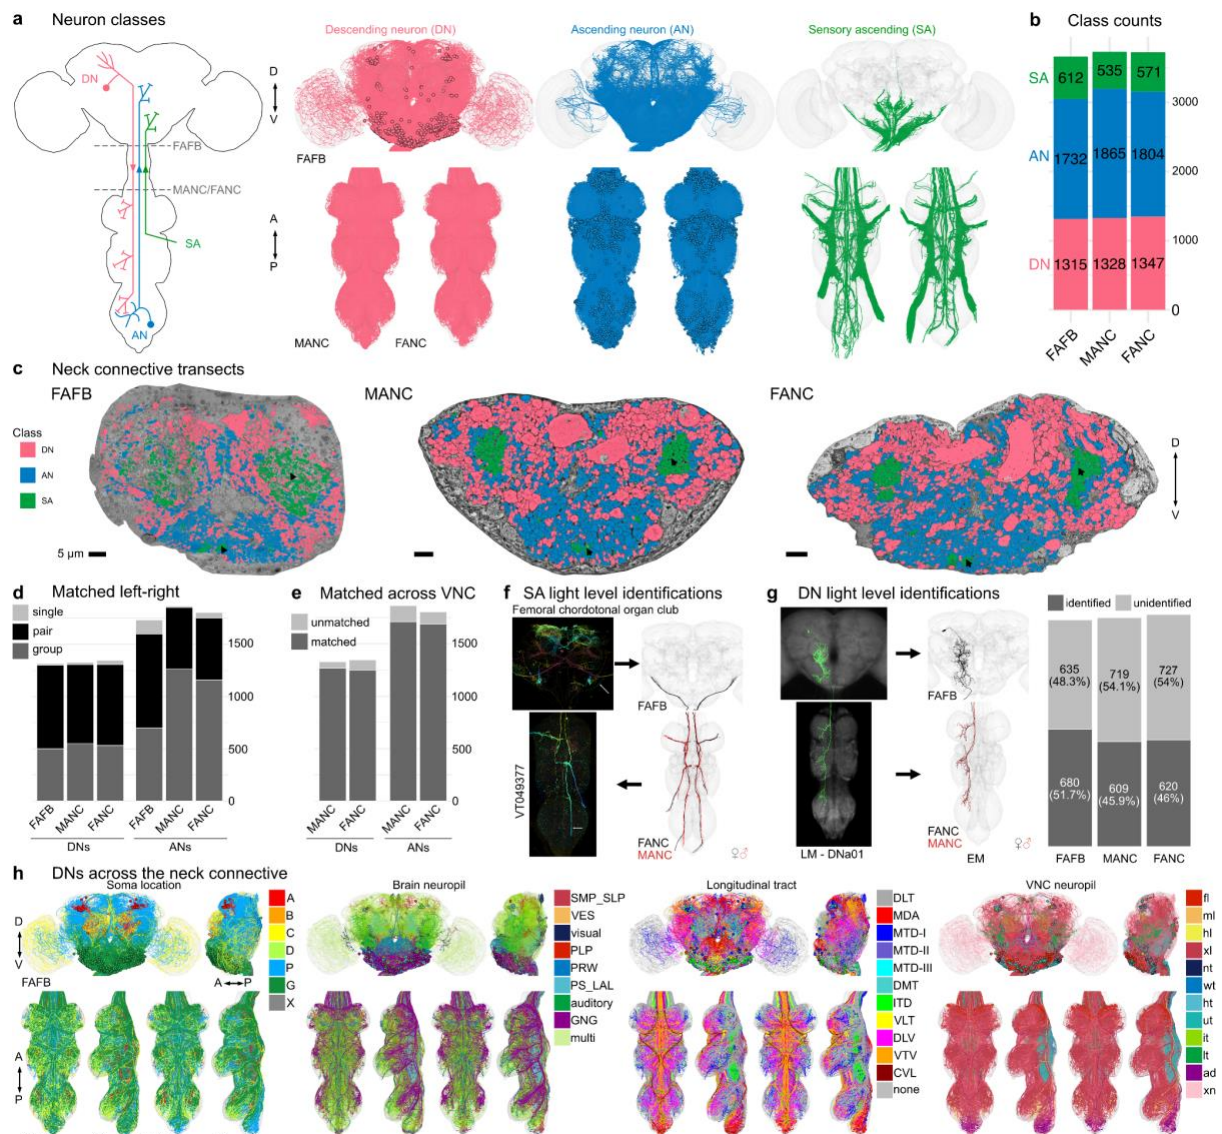 a Neuron classes
DN
FAFB
MANC/FANC
SA
AN
D
V
A
P
Descending neuron (DN)
Ascending neuron (AN)
Sensory ascending (SA)
FAFB
MANC
FANC
b Class counts
SA
612
535
571
3000
AN
1732
1865
1804
2000
1000
DN
1315
1328
1347
0
FAFB
MANC
FANC
c Neck connective transects
FAFB
MANC
FANC
Class
DN
AN
SA
5 µm
D
V
d Matched left-right
single
pair
group
1500
1000
500
0
FAFB
MANC
FANC
FAFB
MANC
FANC
DNs
ANs
e Matched across VNC
unmatched
matched
1500
1000
500
0
MANC
FANC
MANC
FANC
DNs
ANs
f SA light level identifications
Femoral chordotonal organ club
FAFB
VT049377
FANC
MANC
♀♂
g DN light level identifications
FAFB
LM - DNa01
FANC
MANC
EM
♀♂
identified
unidentified
635
(48.3%)
719
(54.1%)
727
(54%)
680
(51.7%)
609
(45.9%)
620
(46%)
FAFB
MANC
FANC
h DNs across the neck connective
Soma location
D
V
FAFB
A
P
A
P
A
B
C
D
P
G
X
Brain neuropil
SMP_SLP
VES
visual
PLP
PRW
PS_LAL
auditory
GNG
multi
Longitudinal tract
DLT
MDA
MTD-I
MTD-II
MTD-III
DMT
ITD
VLT
DLV
VTV
CVL
none
VNC neuropil
fl
ml
hl
xl
nt
wt
ht
ut
it
lt
ad
xn